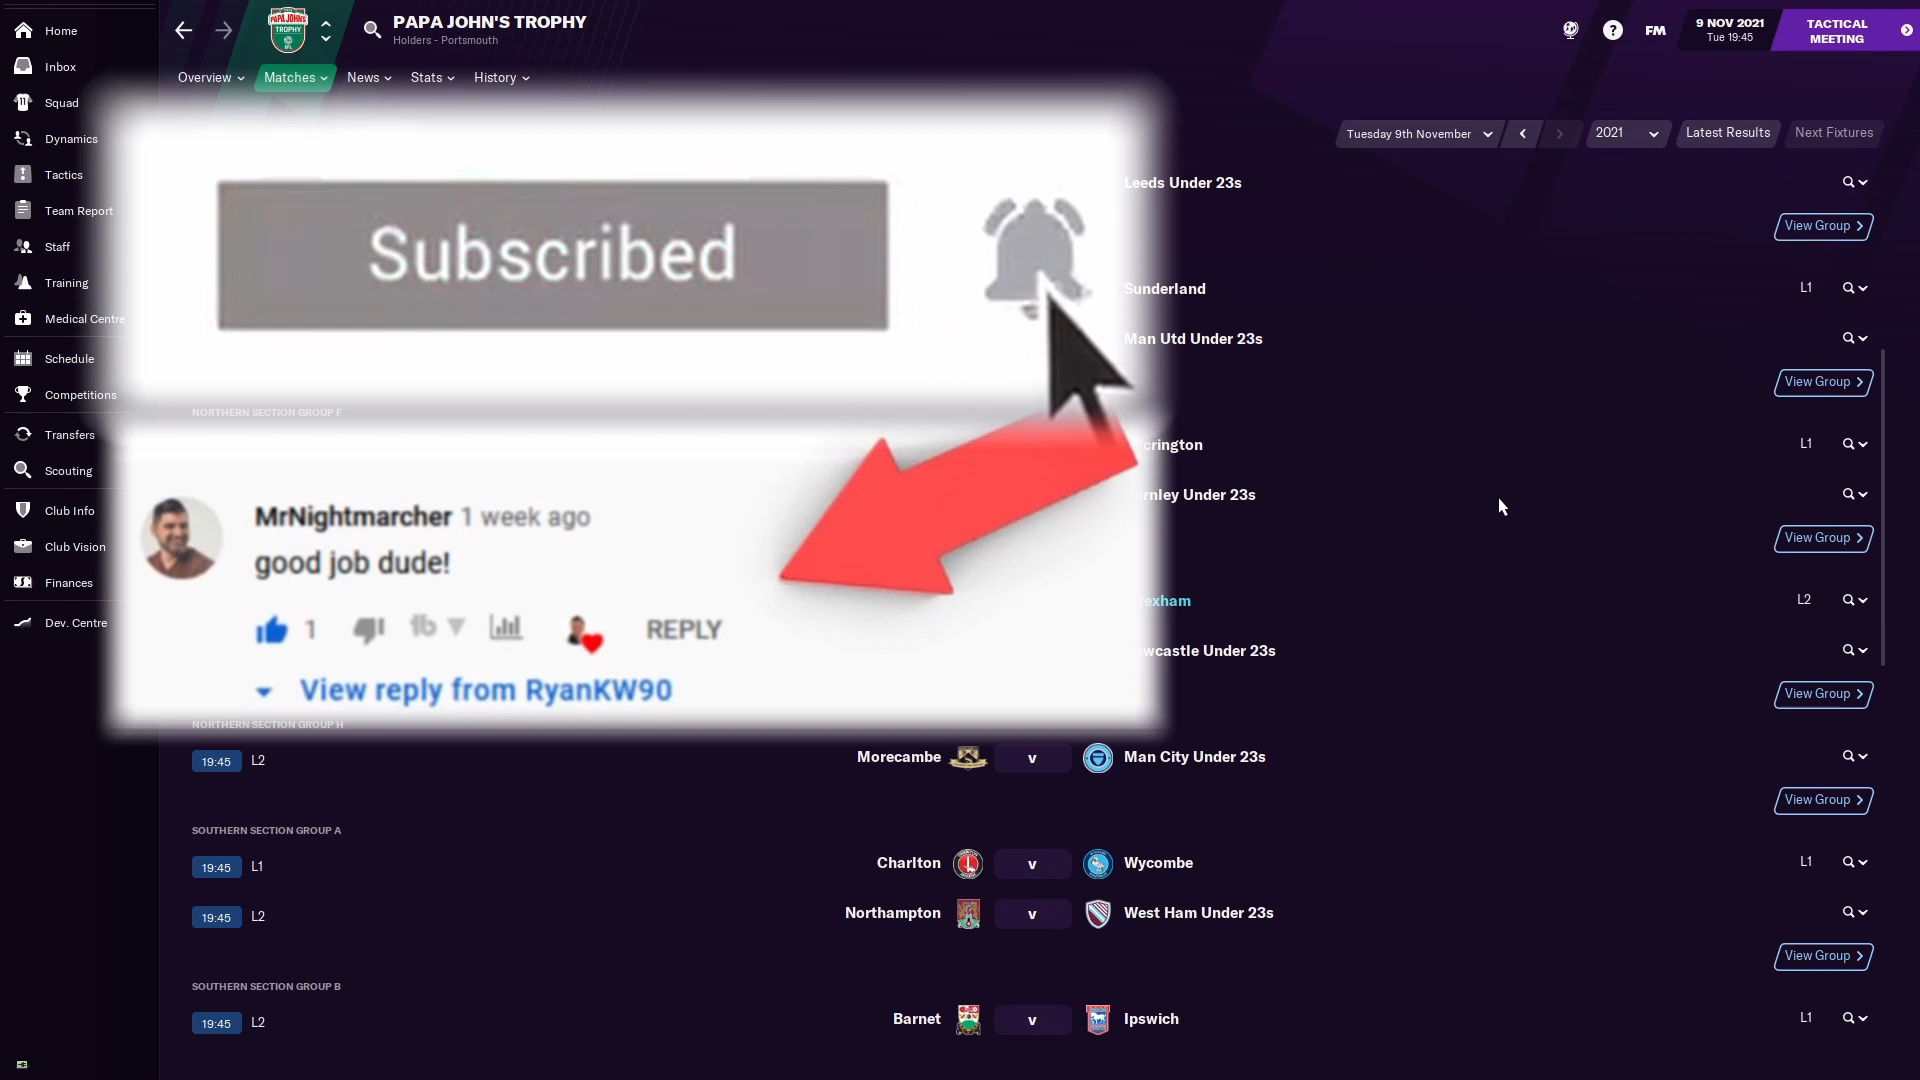 Home
Inbox
Squad
Dynamics
Tactics
Team Report
Staff
Training
Medical Centre
Schedule
Competitions
Transfers
Scouting
Club Info
Club Vision
Finances
Dev. Centre
PAPA JOHN'S TROPHY
Holders - Portsmouth
FM
9 NOV 2021
Tue 19:45
TACTICAL MEETING
Overview Matches News Stats History
Tuesday 9th November 2021 Latest Results Next Fixtures
Subscribed
Leeds Under 23s
View Group
Sunderland L1
Man Utd Under 23s
View Group
NORTHERN SECTION GROUP F
L1
Under 23s
View Group
MrNightmarcher 1 week ago
good job dude!
1 REPLY
View reply from RyanKW90
L2
Under 23s
View Group
NORTHERN SECTION GROUP H
19:45 L2 Morecambe v Man City Under 23s
View Group
SOUTHERN SECTION GROUP A
19:45 L1 Charlton v Wycombe L1
19:45 L2 Northampton v West Ham Under 23s
View Group
SOUTHERN SECTION GROUP B
19:45 L2 Barnet v Ipswich L1